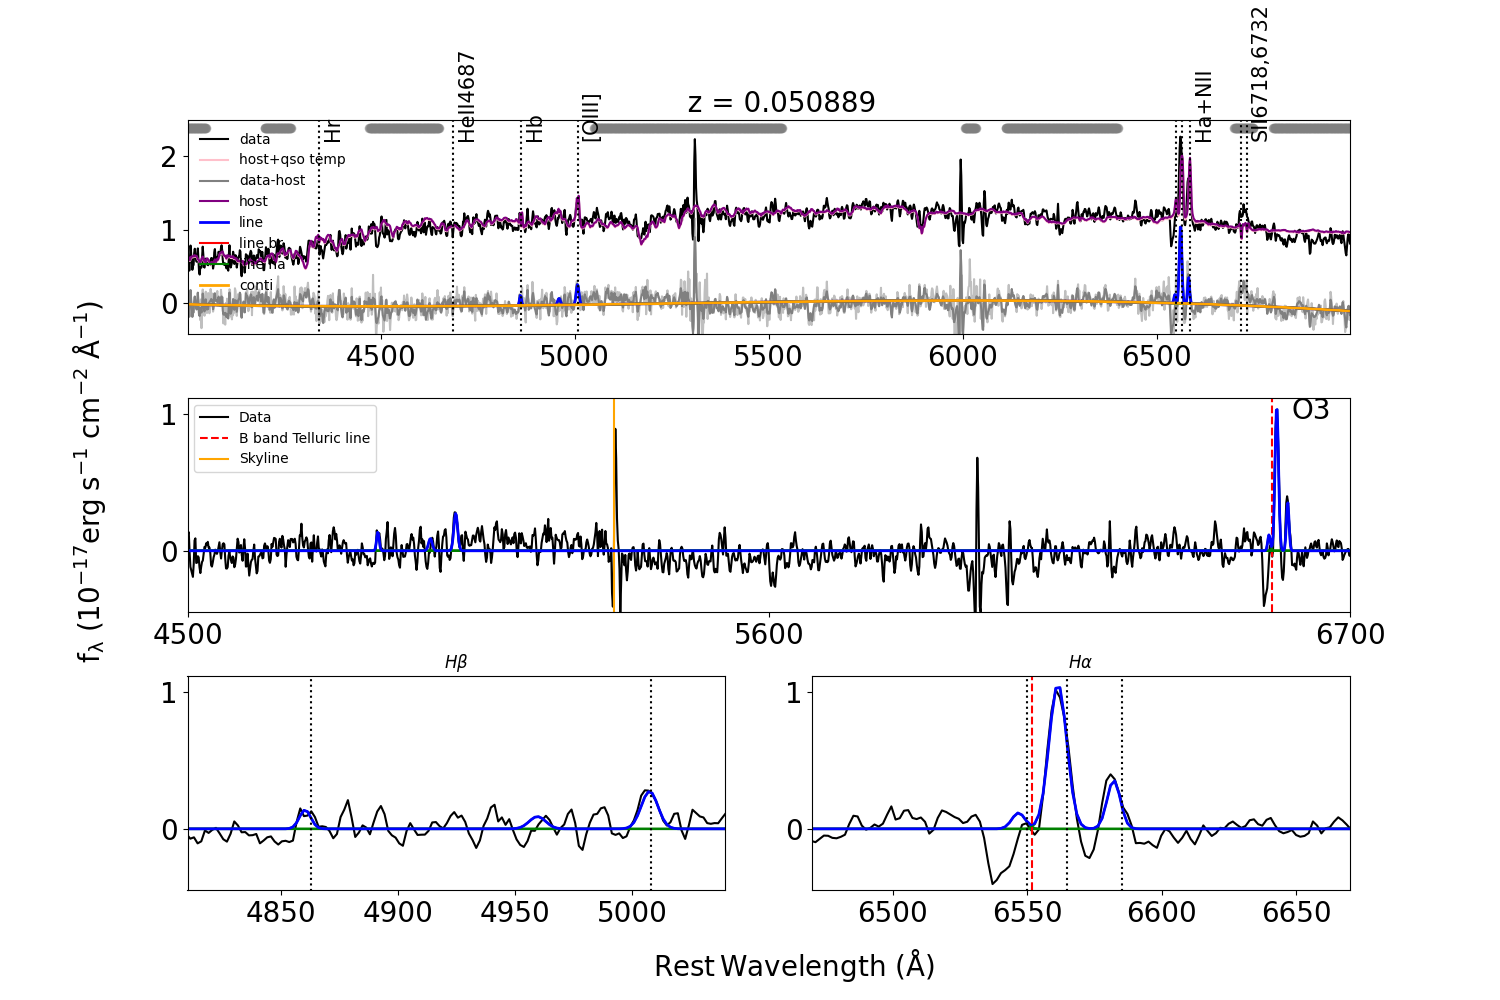 z = 0.050889
Hr
HeII4687
Hb
[OIII]
Ha+NII
SII6718,6732
data
host+qso temp
data-host
host
line
line br
line na
conti
2
1
0
4500 5000 5500 6000 6500
fλ (10−17erg s−1 cm−2 Å−1)
Data
B band Telluric line
Skyline
O3
1
0
4500 5600 6700
Hβ
1
0
4850 4900 4950 5000
Hα
1
0
6500 6550 6600 6650
Rest Wavelength (Å)